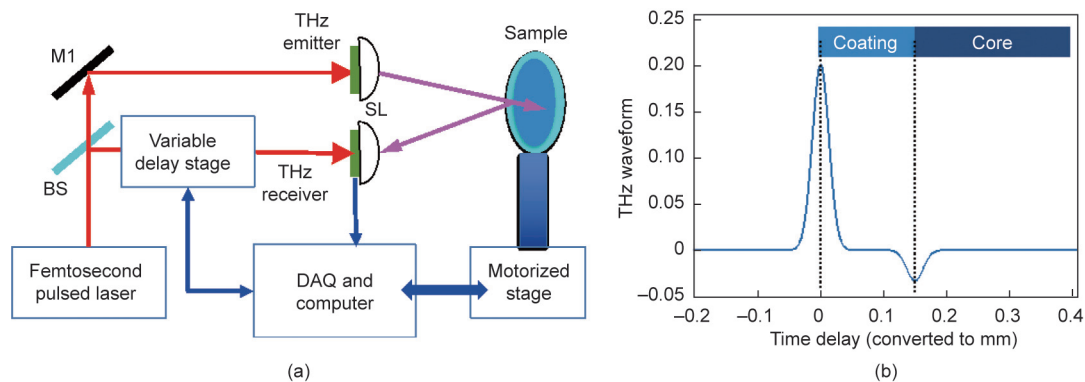 M1
THz
emitter
Sample
SL
BS
Variable
delay stage
THz
receiver
Femtosecond
pulsed laser
DAQ and
computer
Motorized
stage
(a)
THz waveform
0.25
0.20
0.15
0.10
0.05
0
−0.05
Coating
Core
−0.2
−0.1
0
0.1
0.2
0.3
0.4
Time delay (converted to mm)
(b)